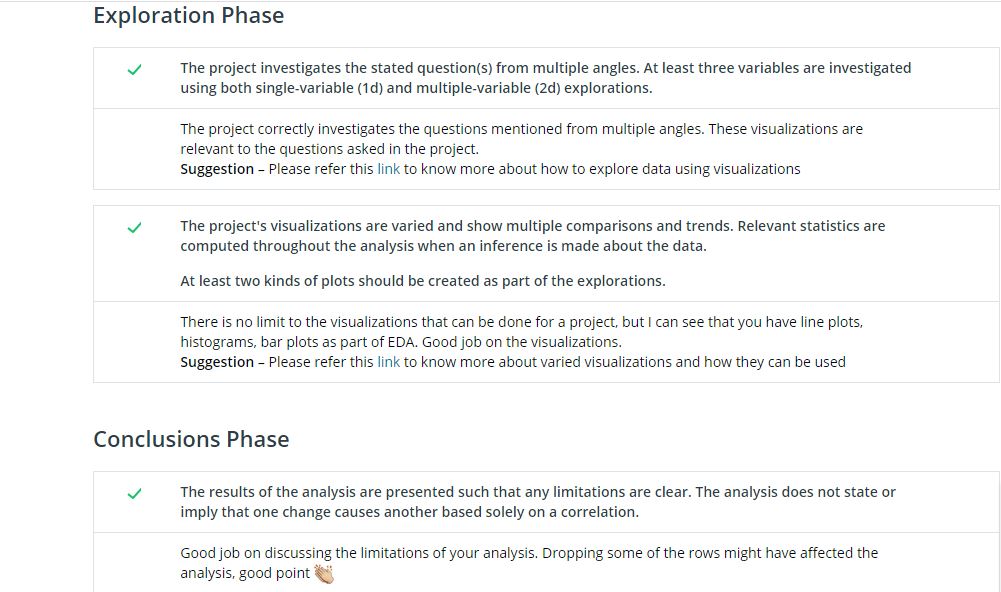 Exploration Phase
The project investigates the stated question(s) from multiple angles. At least three variables are investigated
using both single-variable (1d) and multiple-variable (2d) explorations.
The project correctly investigates the questions mentioned from multiple angles. These visualizations are
relevant to the questions asked in the project.
Suggestion – Please refer this link to know more about how to explore data using visualizations
The project's visualizations are varied and show multiple comparisons and trends. Relevant statistics are
computed throughout the analysis when an inference is made about the data.
At least two kinds of plots should be created as part of the explorations.
There is no limit to the visualizations that can be done for a project, but I can see that you have line plots,
histograms, bar plots as part of EDA. Good job on the visualizations.
Suggestion – Please refer this link to know more about varied visualizations and how they can be used
Conclusions Phase
The results of the analysis are presented such that any limitations are clear. The analysis does not state or
imply that one change causes another based solely on a correlation.
Good job on discussing the limitations of your analysis. Dropping some of the rows might have affected the
analysis, good point 👏